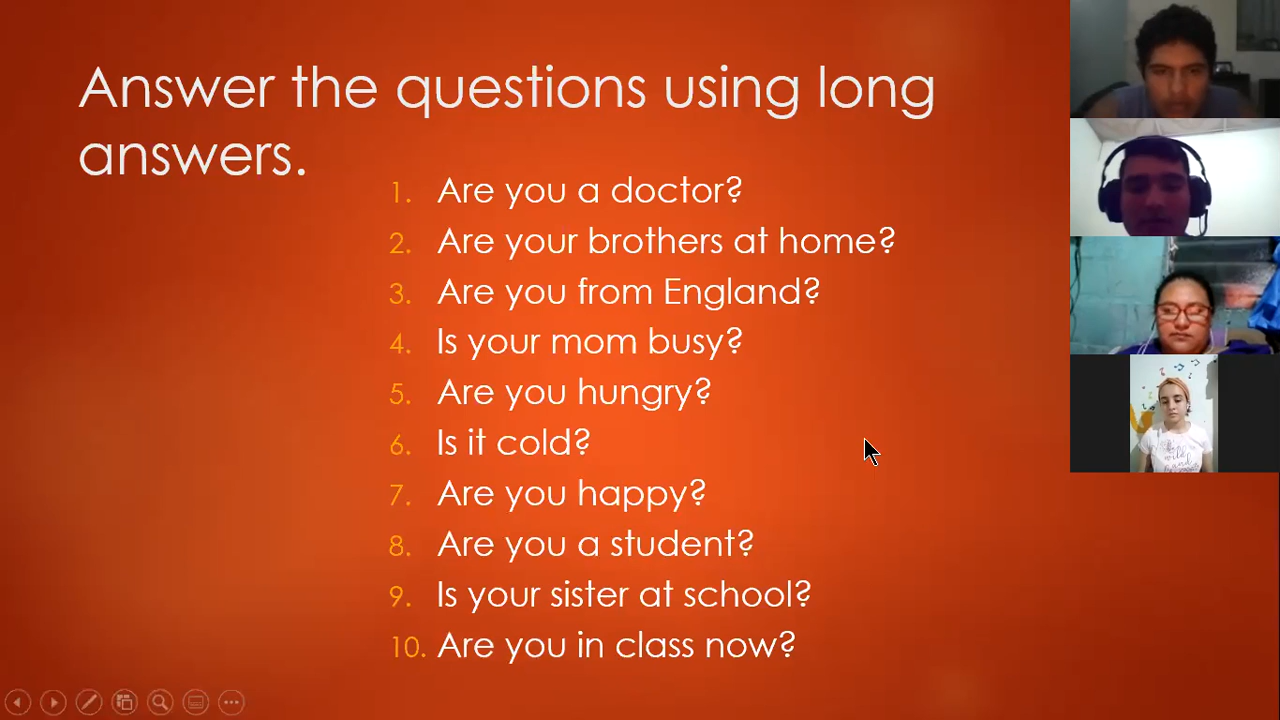 Answer the questions using long
answers.
1. Are you a doctor?
2. Are your brothers at home?
3. Are you from England?
4. Is your mom busy?
5. Are you hungry?
6. Is it cold?
7. Are you happy?
8. Are you a student?
9. Is your sister at school?
10. Are you in class now?